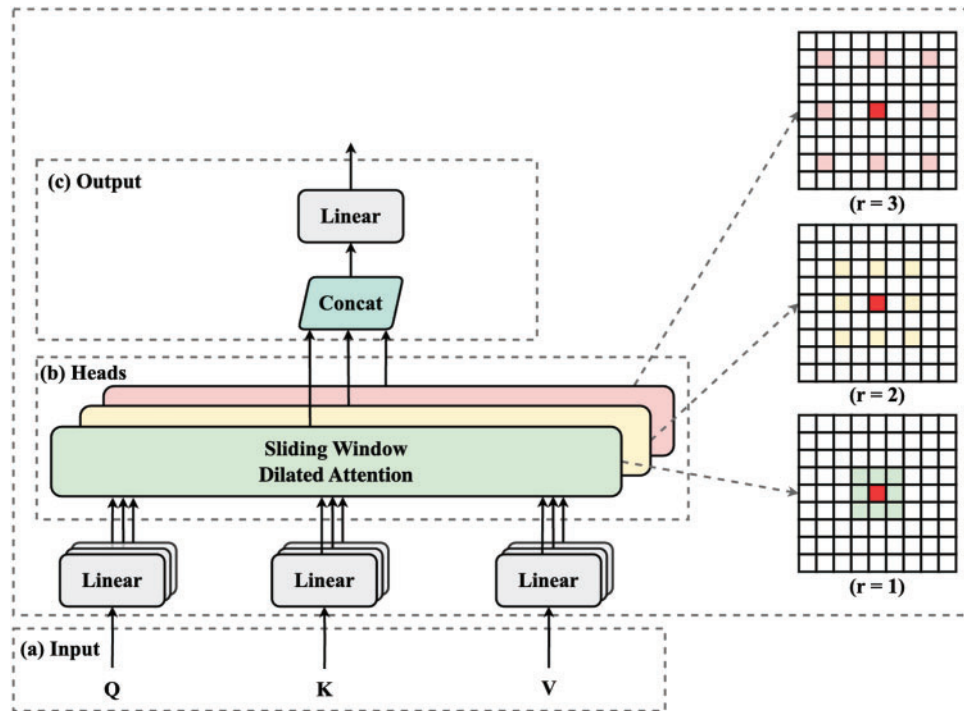 (c) Output
Linear
Concat
(b) Heads
Sliding Window
Dilated Attention
Linear
Linear
Linear
(a) Input
Q
K
V
(r = 3)
(r = 2)
(r = 1)